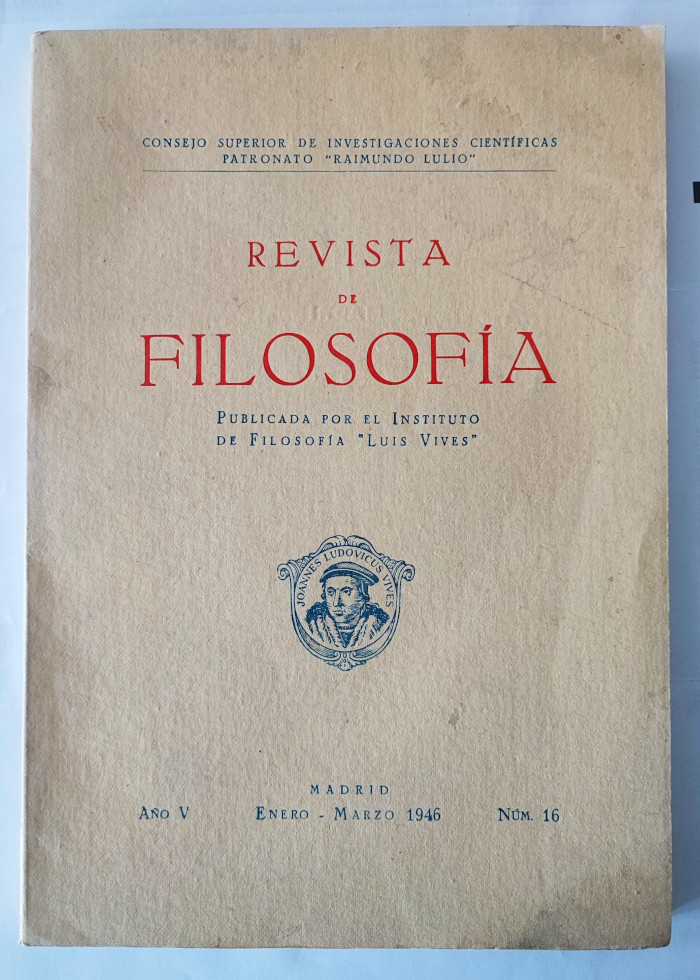 CONSEJO SUPERIOR DE INVESTIGACIONES CIENTÍFICAS
PATRONATO "RAIMUNDO LULIO"
REVISTA
DE
FILOSOFÍA
PUBLICADA POR EL INSTITUTO
DE FILOSOFÍA "LUIS VIVES"
JOANNES LUDOVICUS VIVES
MADRID
AÑO V ENERO - MARZO 1946 NÚM. 16